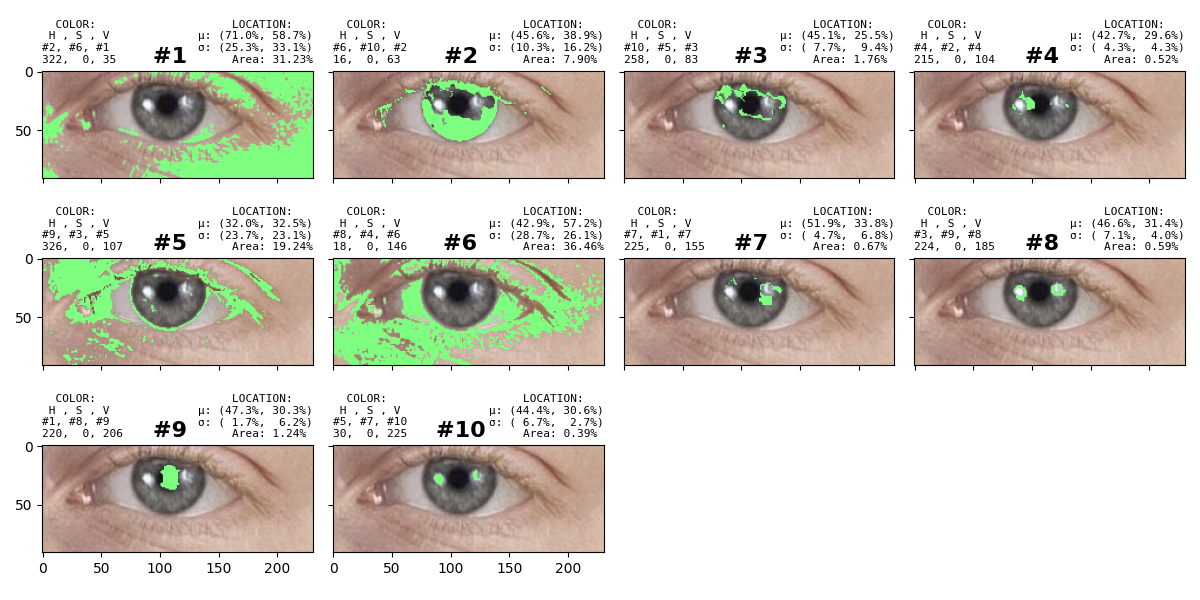 COLOR: LOCATION:
H , S , V μ: (71.0%, 58.7%)
#2, #6, #1 σ: (25.3%, 33.1%)
322, 0, 35 #1 Area: 31.23%
COLOR: LOCATION:
H , S , V μ: (45.6%, 38.9%)
#6, #10, #2 σ: (10.3%, 16.2%)
16, 0, 63 #2 Area: 7.90%
COLOR: LOCATION:
H , S , V μ: (45.1%, 25.5%)
#10, #5, #3 σ: ( 7.7%, 9.4%)
258, 0, 83 #3 Area: 1.76%
COLOR: LOCATION:
H , S , V μ: (42.7%, 29.6%)
#4, #2, #4 σ: ( 4.3%, 4.3%)
215, 0, 104 #4 Area: 0.52%
0
50
COLOR: LOCATION:
H , S , V μ: (32.0%, 32.5%)
#9, #3, #5 σ: (23.7%, 23.1%)
326, 0, 107 #5 Area: 19.24%
COLOR: LOCATION:
H , S , V μ: (42.9%, 57.2%)
#8, #4, #6 σ: (28.7%, 26.1%)
18, 0, 146 #6 Area: 36.46%
COLOR: LOCATION:
H , S , V μ: (51.9%, 33.8%)
#7, #1, #7 σ: ( 4.7%, 6.8%)
225, 0, 155 #7 Area: 0.67%
COLOR: LOCATION:
H , S , V μ: (46.6%, 31.4%)
#3, #9, #8 σ: ( 7.1%, 4.0%)
224, 0, 185 #8 Area: 0.59%
0
50
COLOR: LOCATION:
H , S , V μ: (47.3%, 30.3%)
#1, #8, #9 σ: ( 1.7%, 6.2%)
220, 0, 206 #9 Area: 1.24%
COLOR: LOCATION:
H , S , V μ: (44.4%, 30.6%)
#5, #7, #10 σ: ( 6.7%, 2.7%)
30, 0, 225 #10 Area: 0.39%
0
50
0 50 100 150 200
0 50 100 150 200